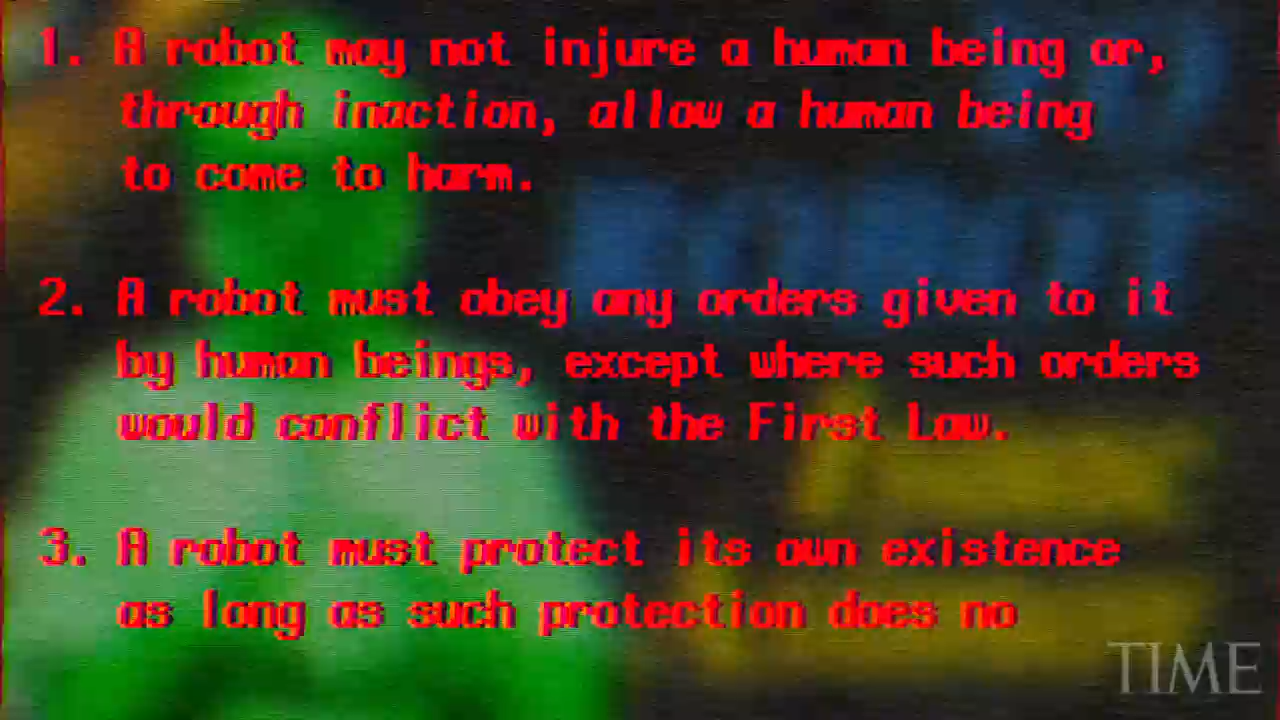 1. A robot may not injure a human being or,
through inaction, allow a human being
to come to harm.
2. A robot must obey any orders given to it
by human beings, except where such orders
would conflict with the First Law.
3. A robot must protect its own existence
as long as such protection does no
TIME